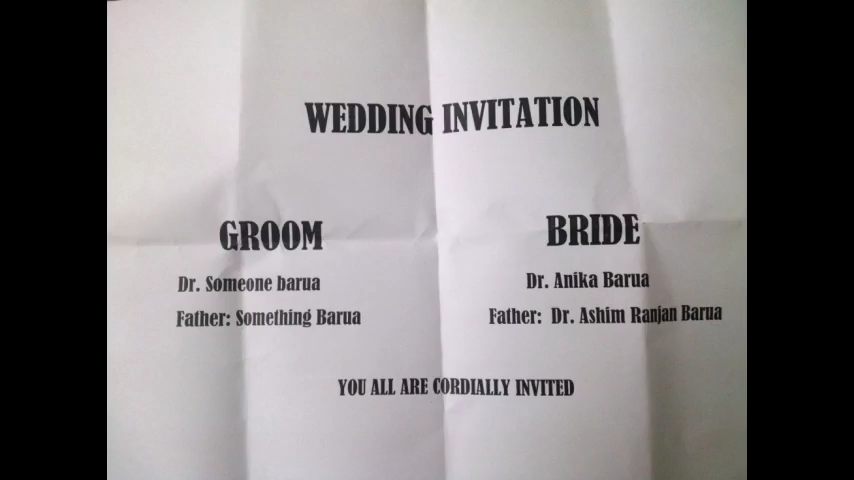 WEDDING INVITATION
GROOM
Dr. Someone barua
Father: Something Barua
BRIDE
Dr. Anika Barua
Father: Dr. Ashim Ranjan Barua
YOU ALL ARE CORDIALLY INVITED